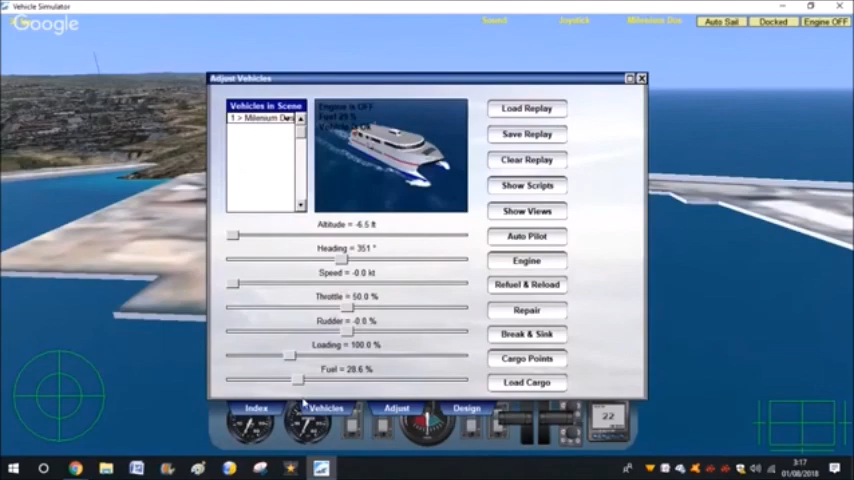 Vehicle Simulator
Google
Saved
Joystick
Milenium One
Auto Sail
Docked
Engine OFF
Adjust Vehicles
Vehicles in Scene
1 > Milenium
Engine is OFF
Fuel 29 %
Load Replay
Save Replay
Clear Replay
Show Scripts
Show Views
Auto Pilot
Engine
Refuel & Reload
Repair
Break & Sink
Cargo Points
Load Cargo
Altitude = -6.5 ft
Heading = 351 °
Speed = -0.0 kt
Throttle = 50.0 %
Rudder = -0.0 %
Loading = 100.0 %
Fuel = 28.6 %
Index
Vehicles
Adjust
Design
22
3:17
01/08/2018